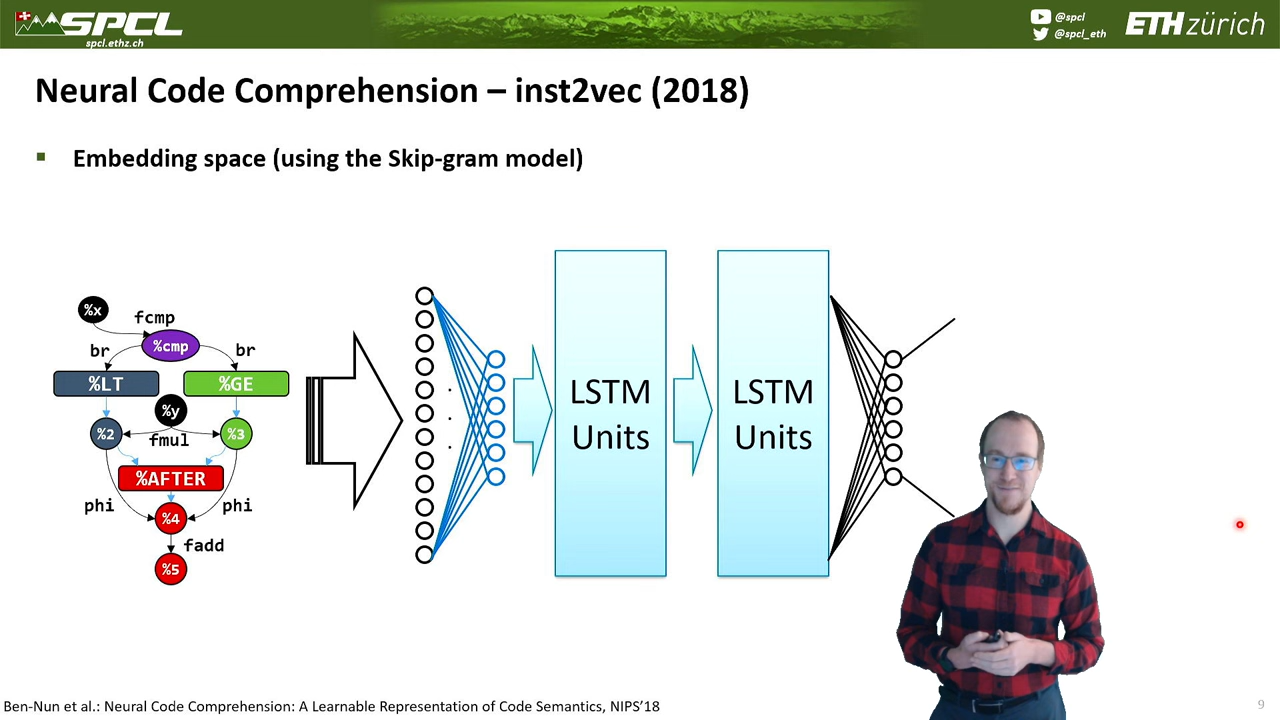 SPCL
spcl.ethz.ch
@spcl
@spcl_eth
ETH zürich
Neural Code Comprehension – inst2vec (2018)
Embedding space (using the Skip-gram model)
%x
fcmp
%cmp
br
br
%LT
%GE
%y
%2
fmul
%3
%AFTER
phi
phi
%4
fadd
%5
LSTM
Units
LSTM
Units
Ben-Nun et al.: Neural Code Comprehension: A Learnable Representation of Code Semantics, NIPS'18
9